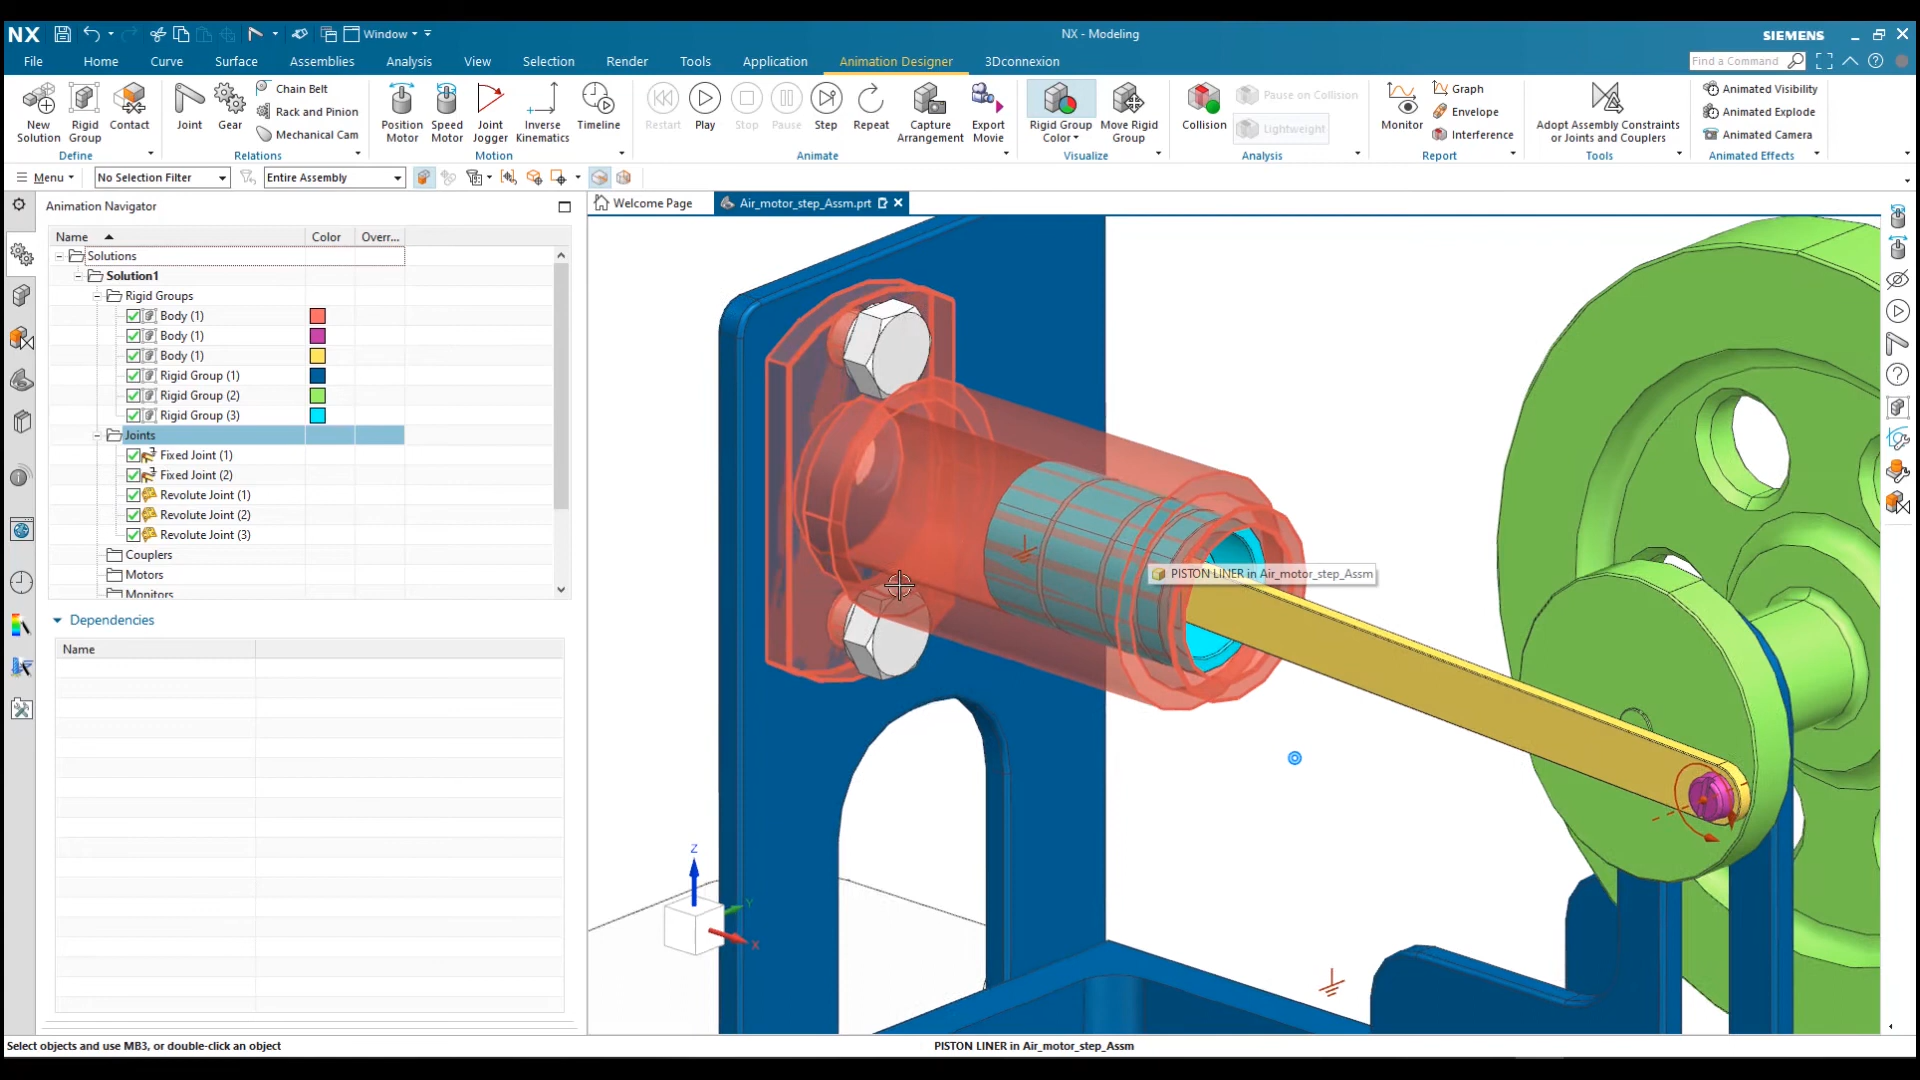 NX
Window
NX - Modeling
SIEMENS
File Home Curve Surface Assemblies Analysis View Selection Render Tools Application Animation Designer 3Dconnexion
Find a Command
New Solution
Rigid Group
Contact
Define
Joint
Gear
Chain Belt
Rack and Pinion
Mechanical Cam
Relations
Position Motor
Speed Motor
Joint Jogger
Inverse Kinematics
Timeline
Motion
Restart
Play
Stop
Pause
Step
Repeat
Capture Arrangement
Export Movie
Animate
Rigid Group Color
Move Rigid Group
Visualize
Collision
Pause on Collision
Lightweight
Analysis
Monitor
Graph
Envelope
Interference
Report
Adopt Assembly Constraints
or Joints and Couplers
Tools
Animated Visibility
Animated Explode
Animated Camera
Animated Effects
Menu
No Selection Filter
Entire Assembly
Animation Navigator
Welcome Page
Air_motor_step_Assm.prt
Name Color Overr...
Solutions
Solution1
Rigid Groups
Body (1)
Body (1)
Body (1)
Rigid Group (1)
Rigid Group (2)
Rigid Group (3)
Joints
Fixed Joint (1)
Fixed Joint (2)
Revolute Joint (1)
Revolute Joint (2)
Revolute Joint (3)
Couplers
Motors
Monitors
Dependencies
Name
PISTON LINER in Air_motor_step_Assm
Z
Y
X
Select objects and use MB3, or double-click an object
PISTON LINER in Air_motor_step_Assm